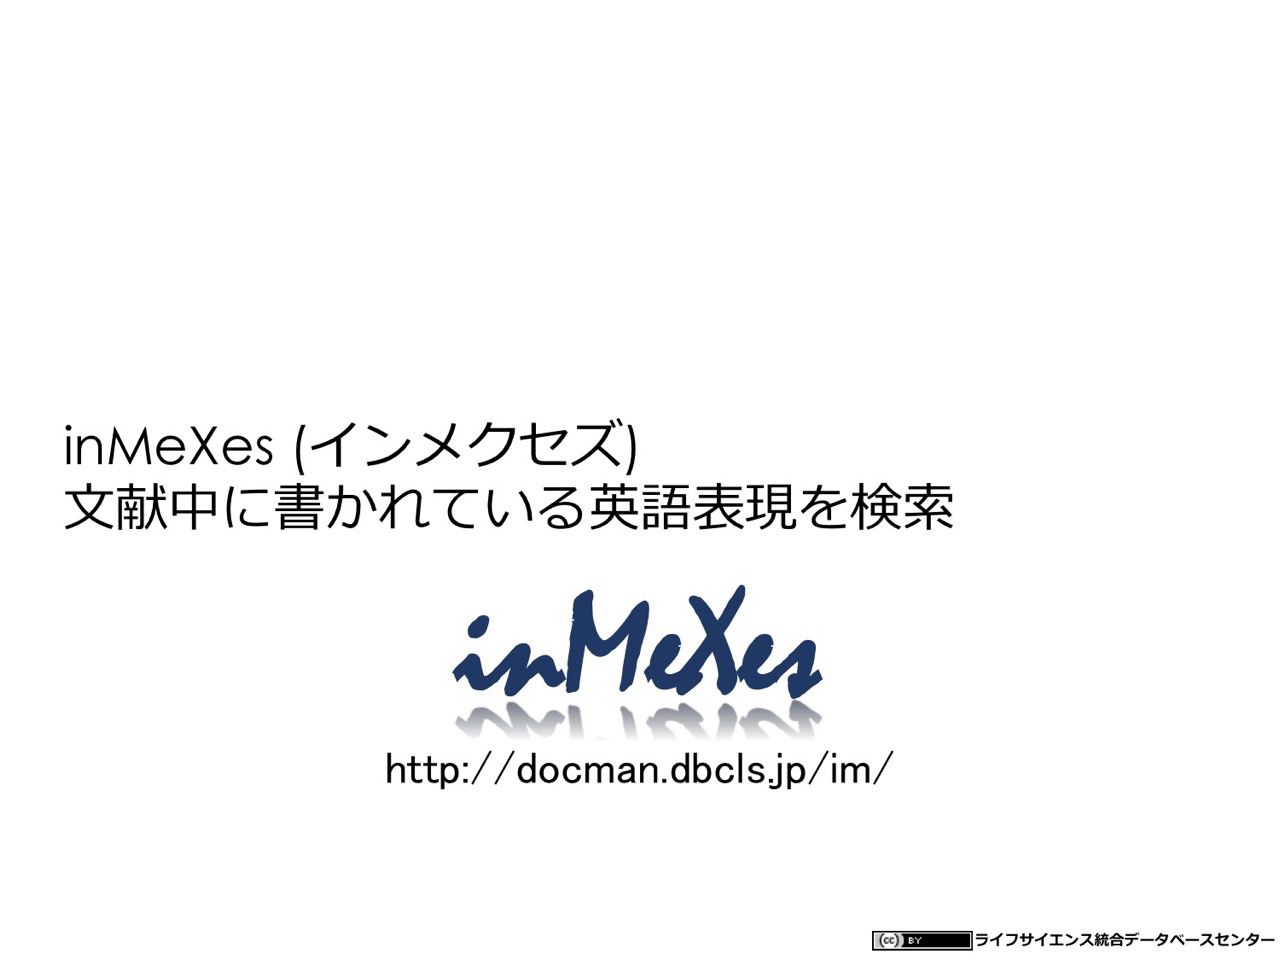 inMeXes (インメクセズ)
文献中に書かれている英語表現を検索
inMeXes
http://docman.dbcls.jp/im/
(cc) BY ライフサイエンス統合データベースセンター